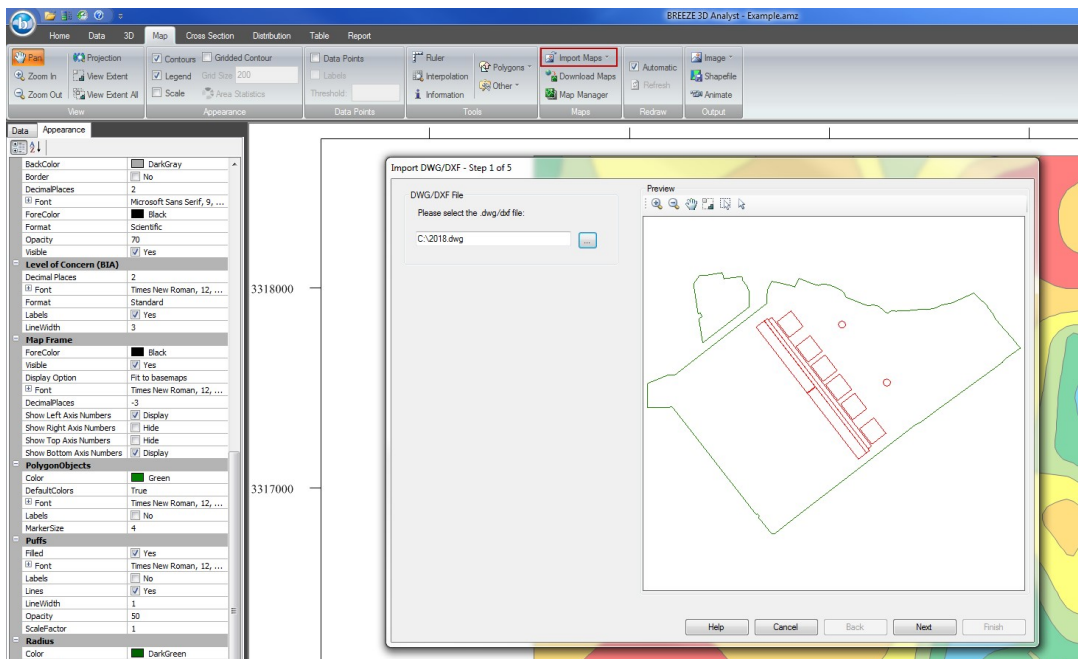 BREEZE 3D Analyst - Example.amz
Home Data 3D Map Cross Section Distribution Table Report
Pan Projection Contours Gridded Contour Data Points Ruler Polygons Import Maps Automatic Image
Zoom In View Extent Legend Grid Size 200 Labels Interpolation Other Download Maps Refresh Shapefile
Zoom Out View Extent All Scale Area Statistics Threshold: Information Map Manager Animate
View Appearance Data Points Tools Maps Redraw Output
Data Appearance
BackColor DarkGray
Border No
DecimalPlaces 2
Font Microsoft Sans Serif, 9, ...
ForeColor Black
Format Scientific
Opacity 70
Visible Yes
Level of Concern (BIA)
Decimal Places 2
Font Times New Roman, 12, ...
Format Standard
Labels Yes
LineWidth 3
Map Frame
ForeColor Black
Visible Yes
Display Option Fit to basemaps
Font Times New Roman, 12, ...
DecimalPlaces -3
Show Left Axis Numbers Display
Show Right Axis Numbers Hide
Show Top Axis Numbers Hide
Show Bottom Axis Numbers Display
PolygonObjects
Color Green
DefaultColors True
Font Times New Roman, 12, ...
Labels No
MarkerSize 4
Puffs
Filled Yes
Font Times New Roman, 12, ...
Labels No
Lines Yes
LineWidth 1
Opacity 50
ScaleFactor 1
Radius
Color DarkGreen
3318000
3317000
Import DWG/DXF - Step 1 of 5
DWG/DXF File
Please select the .dwg/dxf file:
C:\2018.dwg
...
Preview
Help Cancel Back Next Finish